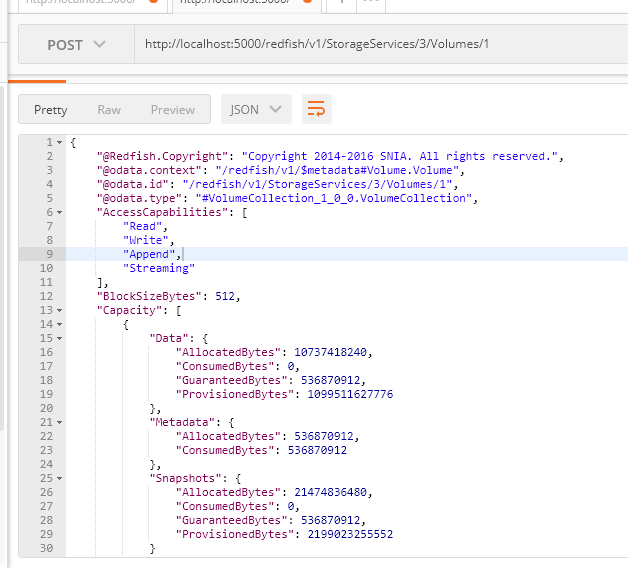 http://localhost:5000/ http://localhost:5000/
POST http://localhost:5000/redfish/v1/StorageServices/3/Volumes/1
Pretty Raw Preview JSON
1 {
2 "@Redfish.Copyright": "Copyright 2014-2016 SNIA. All rights reserved.",
3 "@odata.context": "/redfish/v1/$metadata#Volume.Volume",
4 "@odata.id": "/redfish/v1/StorageServices/3/Volumes/1",
5 "@odata.type": "#VolumeCollection_1_0_0.VolumeCollection",
6 "AccessCapabilities": [
7 "Read",
8 "Write",
9 "Append",
10 "Streaming"
11 ],
12 "BlockSizeBytes": 512,
13 "Capacity": [
14 {
15 "Data": {
16 "AllocatedBytes": 10737418240,
17 "ConsumedBytes": 0,
18 "GuaranteedBytes": 536870912,
19 "ProvisionedBytes": 1099511627776
20 },
21 "Metadata": {
22 "AllocatedBytes": 536870912,
23 "ConsumedBytes": 536870912
24 },
25 "Snapshots": {
26 "AllocatedBytes": 21474836480,
27 "ConsumedBytes": 0,
28 "GuaranteedBytes": 536870912,
29 "ProvisionedBytes": 2199023255552
30 }